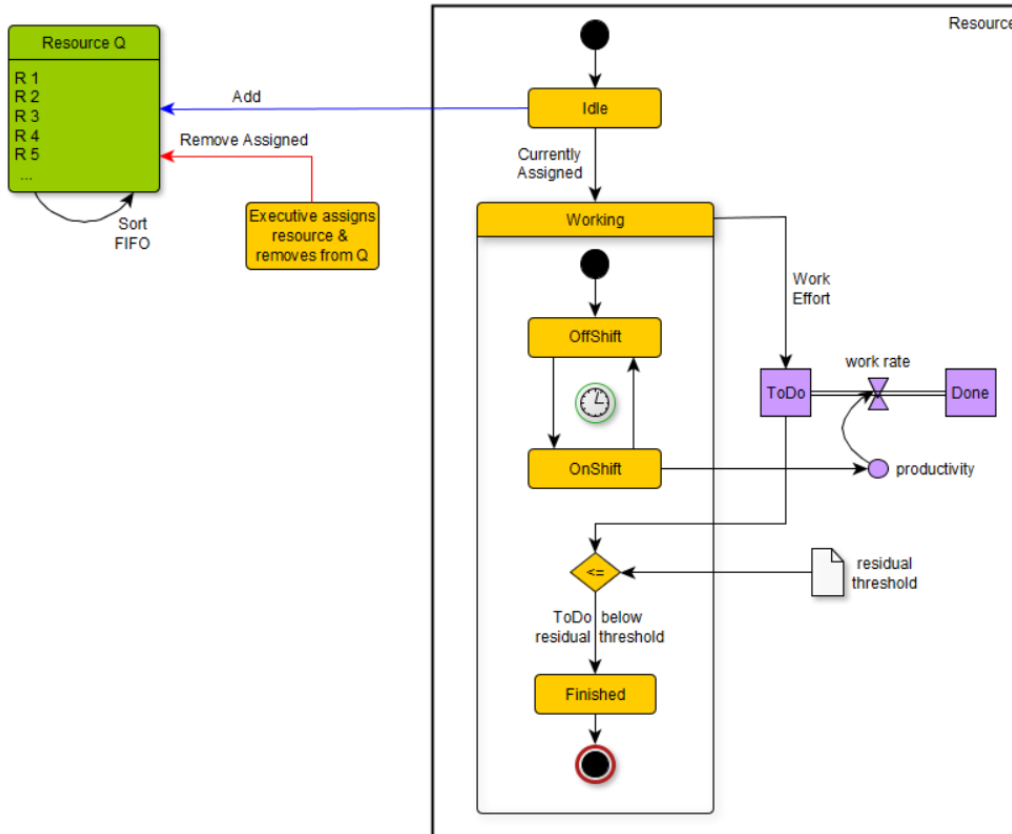 Resource Q
R 1
R 2
R 3
R 4
R 5
...
Sort
FIFO
Add
Remove Assigned
Executive assigns
resource &
removes from Q
Resource
Idle
Currently
Assigned
Working
OffShift
OnShift
Work
Effort
ToDo
work rate
Done
productivity
<=
residual
threshold
ToDo below
residual threshold
Finished